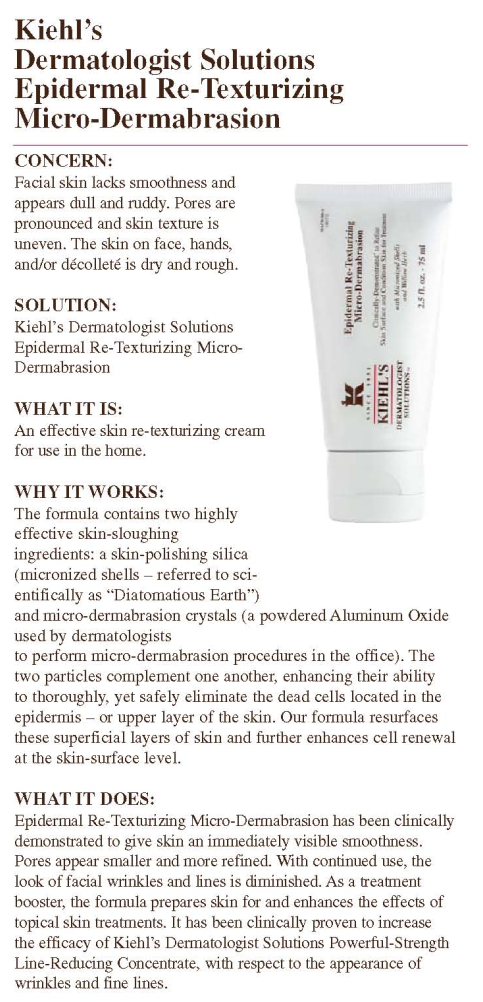 Kiehl's
Dermatologist Solutions
Epidermal Re-Texturizing
Micro-Dermabrasion
CONCERN:
Facial skin lacks smoothness and
appears dull and ruddy. Pores are
pronounced and skin texture is
uneven. The skin on face, hands,
and/or décolleté is dry and rough.
SOLUTION:
Kiehl's Dermatologist Solutions
Epidermal Re-Texturizing Micro-
Dermabrasion
WHAT IT IS:
An effective skin re-texturizing cream
for use in the home.
WHY IT WORKS:
The formula contains two highly
effective skin-sloughing
ingredients: a skin-polishing silica
(micronized shells – referred to sci-
entifically as “Diatomatious Earth”)
and micro-dermabrasion crystals (a powdered Aluminum Oxide
used by dermatologists
to perform micro-dermabrasion procedures in the office). The
two particles complement one another, enhancing their ability
to thoroughly, yet safely eliminate the dead cells located in the
epidermis – or upper layer of the skin. Our formula resurfaces
these superficial layers of skin and further enhances cell renewal
at the skin-surface level.
WHAT IT DOES:
Epidermal Re-Texturizing Micro-Dermabrasion has been clinically
demonstrated to give skin an immediately visible smoothness.
Pores appear smaller and more refined. With continued use, the
look of facial wrinkles and lines is diminished. As a treatment
booster, the formula prepares skin for and enhances the effects of
topical skin treatments. It has been clinically proven to increase
the efficacy of Kiehl's Dermatologist Solutions Powerful-Strength
Line-Reducing Concentrate, with respect to the appearance of
wrinkles and fine lines.
K
SINCE 1851
KIEHL'S
DERMATOLOGIST
SOLUTIONS™
Epidermal Re-Texturizing
Micro-Dermabrasion
Clinically-Demonstrated* to Refine
Skin Surface and Condition Skin for Treatment
with Micronized Shells
and Willow Herb
2.5 fl. oz. - 75 ml